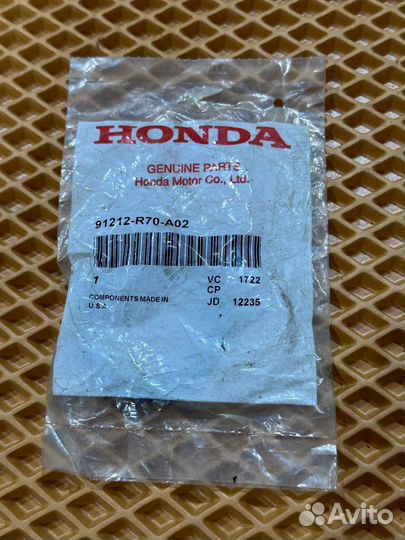 HONDA
GENUINE PARTS
Honda Motor Co., Ltd.
91212-R70-A02
1 VC 1722
CP
COMPONENTS MADE IN JD 12235
U.S.A.
Avito